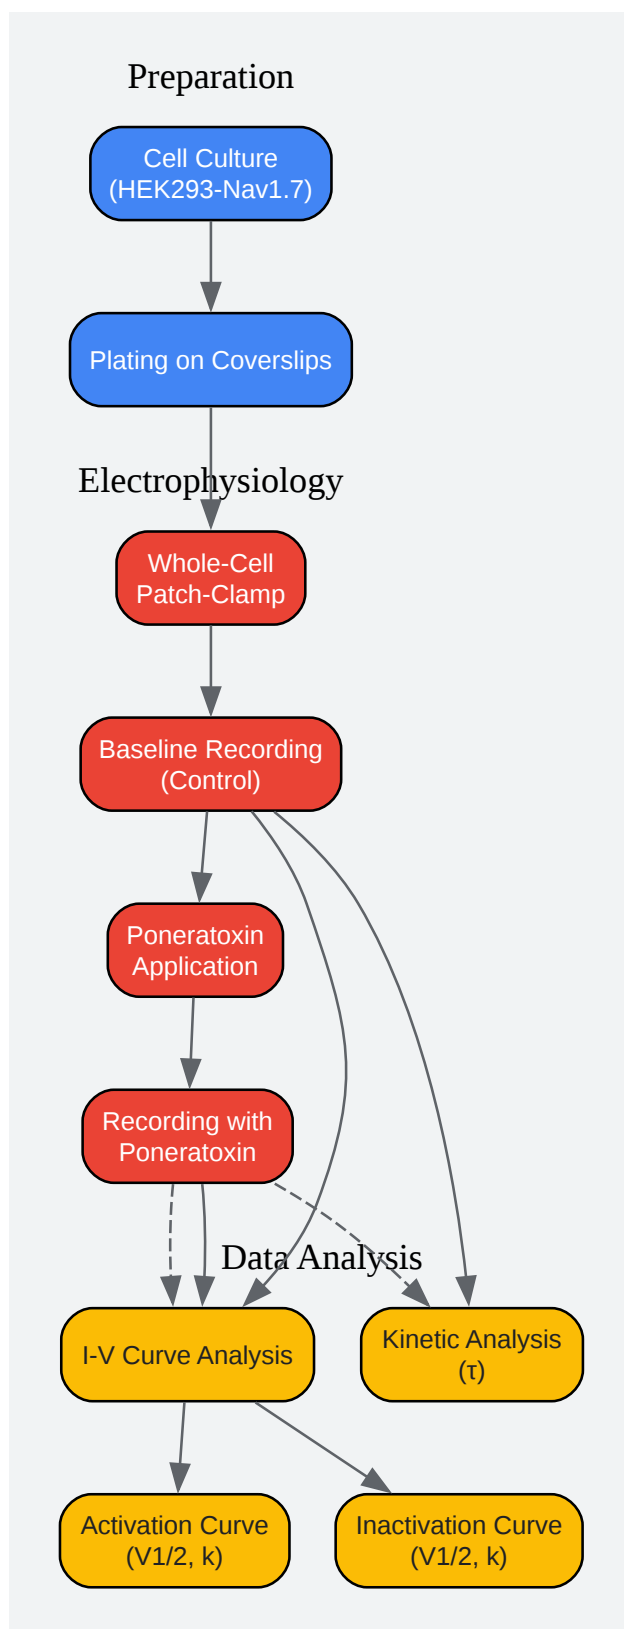 Preparation
Cell Culture
(HEK293-Nav1.7)
Plating on Coverslips
Electrophysiology
Whole-Cell
Patch-Clamp
Baseline Recording
(Control)
Poneratoxin
Application
Recording with
Poneratoxin
Data Analysis
I-V Curve Analysis
Kinetic Analysis
(τ)
Activation Curve
(V1/2, k)
Inactivation Curve
(V1/2, k)